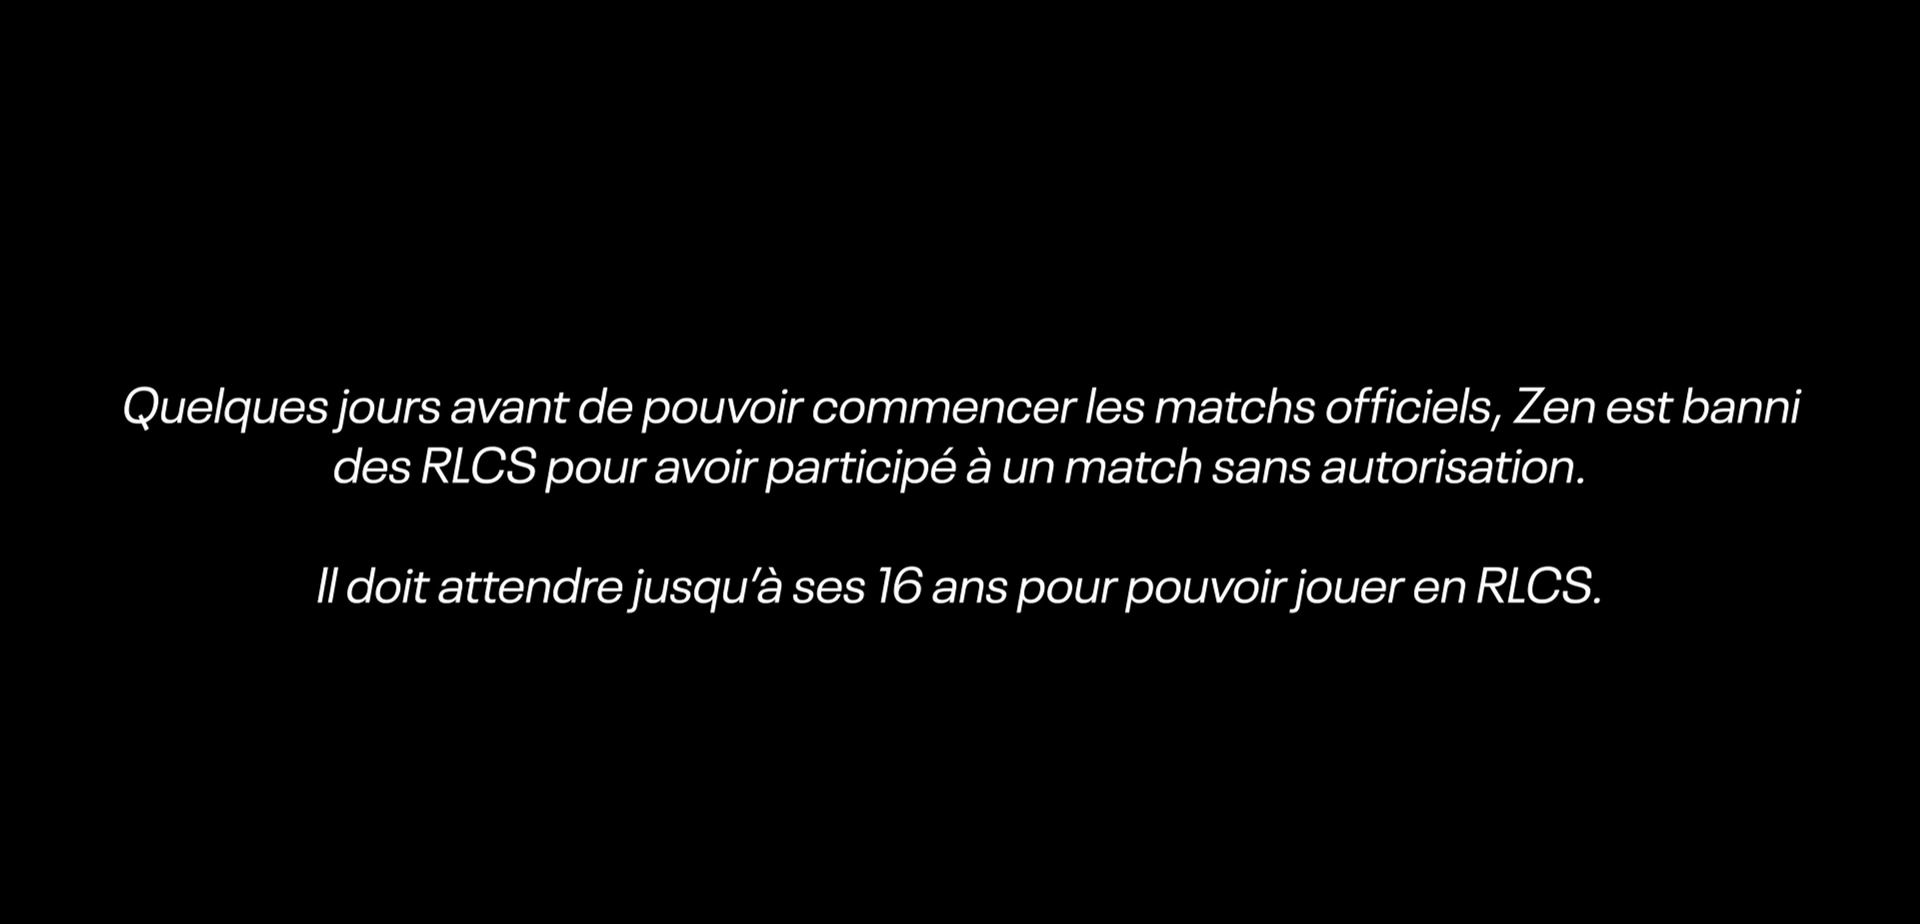 Quelques jours avant de pouvoir commencer les matchs officiels, Zen est banni
des RLCS pour avoir participé à un match sans autorisation.
Il doit attendre jusqu’à ses 16 ans pour pouvoir jouer en RLCS.